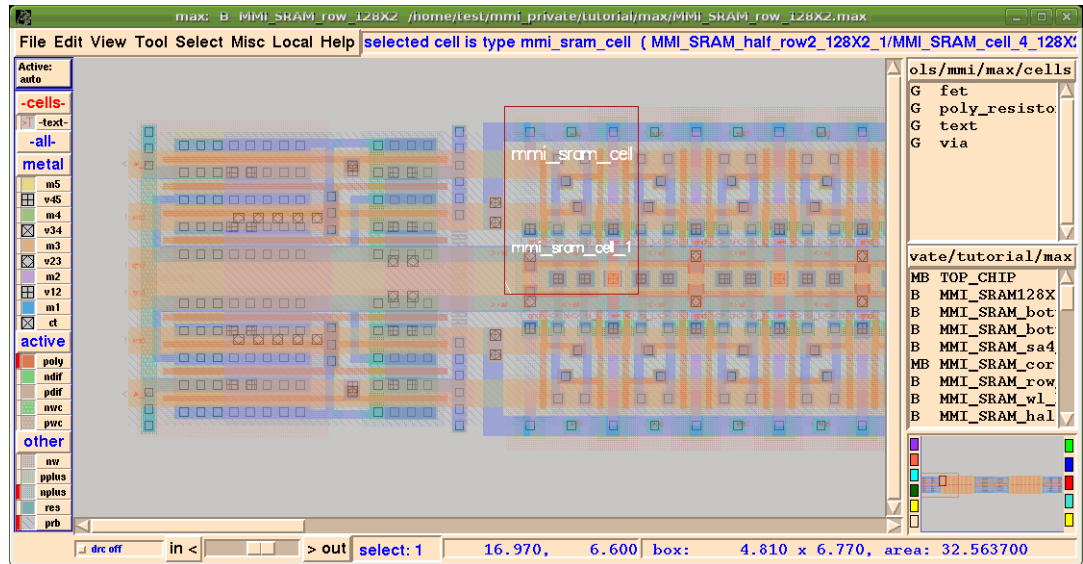 max: B MMI_SRAM_row_128X2 /home/test/mmi_private/tutorial/max/MMI_SRAM_row_128X2.max
File Edit View Tool Select Misc Local Help selected cell is type mmi_sram_cell ( MMI_SRAM_half_row2_128X2_1/MMI_SRAM_cell_4_128X2
Active:
auto
-cells-
-text-
-all-
metal
m5
v45
m4
v34
m3
v23
m2
v12
m1
ct
active
poly
ndif
pdif
nwc
pwc
other
nw
pplus
nplus
res
prb
mmi_sram_cell
mmi_sram_cell_1
ols/mmi/max/cells
G fet
G poly_resisto
G text
G via
vate/tutorial/max
MB TOP_CHIP
B MMI_SRAM128X
B MMI_SRAM_bot
B MMI_SRAM_bot
B MMI_SRAM_sa4_
MB MMI_SRAM_cor
B MMI_SRAM_row_
B MMI_SRAM_wl_
B MMI_SRAM_hal
drc off in < > out select: 1 16.970, 6.600 box: 4.810 x 6.770, area: 32.563700